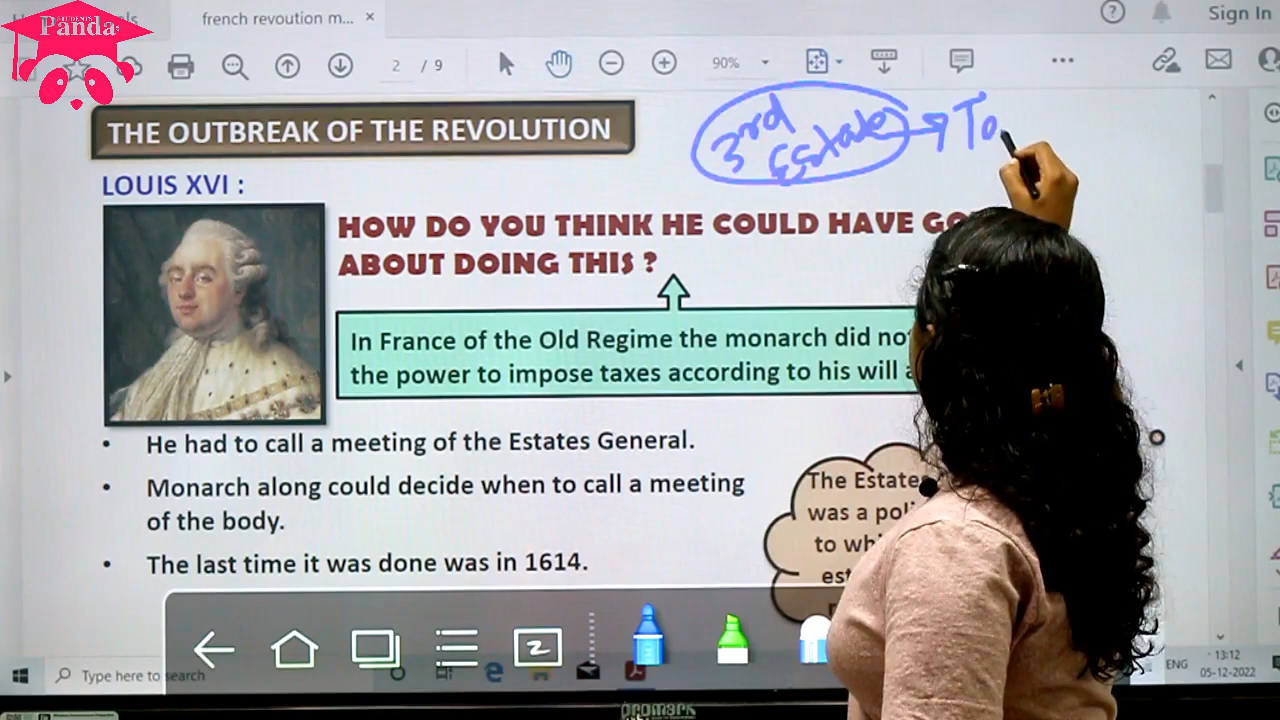 STUDENTS
Panda
french revoution m... ×
Sign In
2 / 9
90%
THE OUTBREAK OF THE REVOLUTION
3rd
Estate
To
LOUIS XVI :
HOW DO YOU THINK HE COULD HAVE GO
ABOUT DOING THIS ?
In France of the Old Regime the monarch did no
the power to impose taxes according to his will a
• He had to call a meeting of the Estates General.
• Monarch along could decide when to call a meeting
of the body.
• The last time it was done was in 1614.
The Estate
was a poli
to wh
est
Type here to search
ENG
13:12
05-12-2022
promark